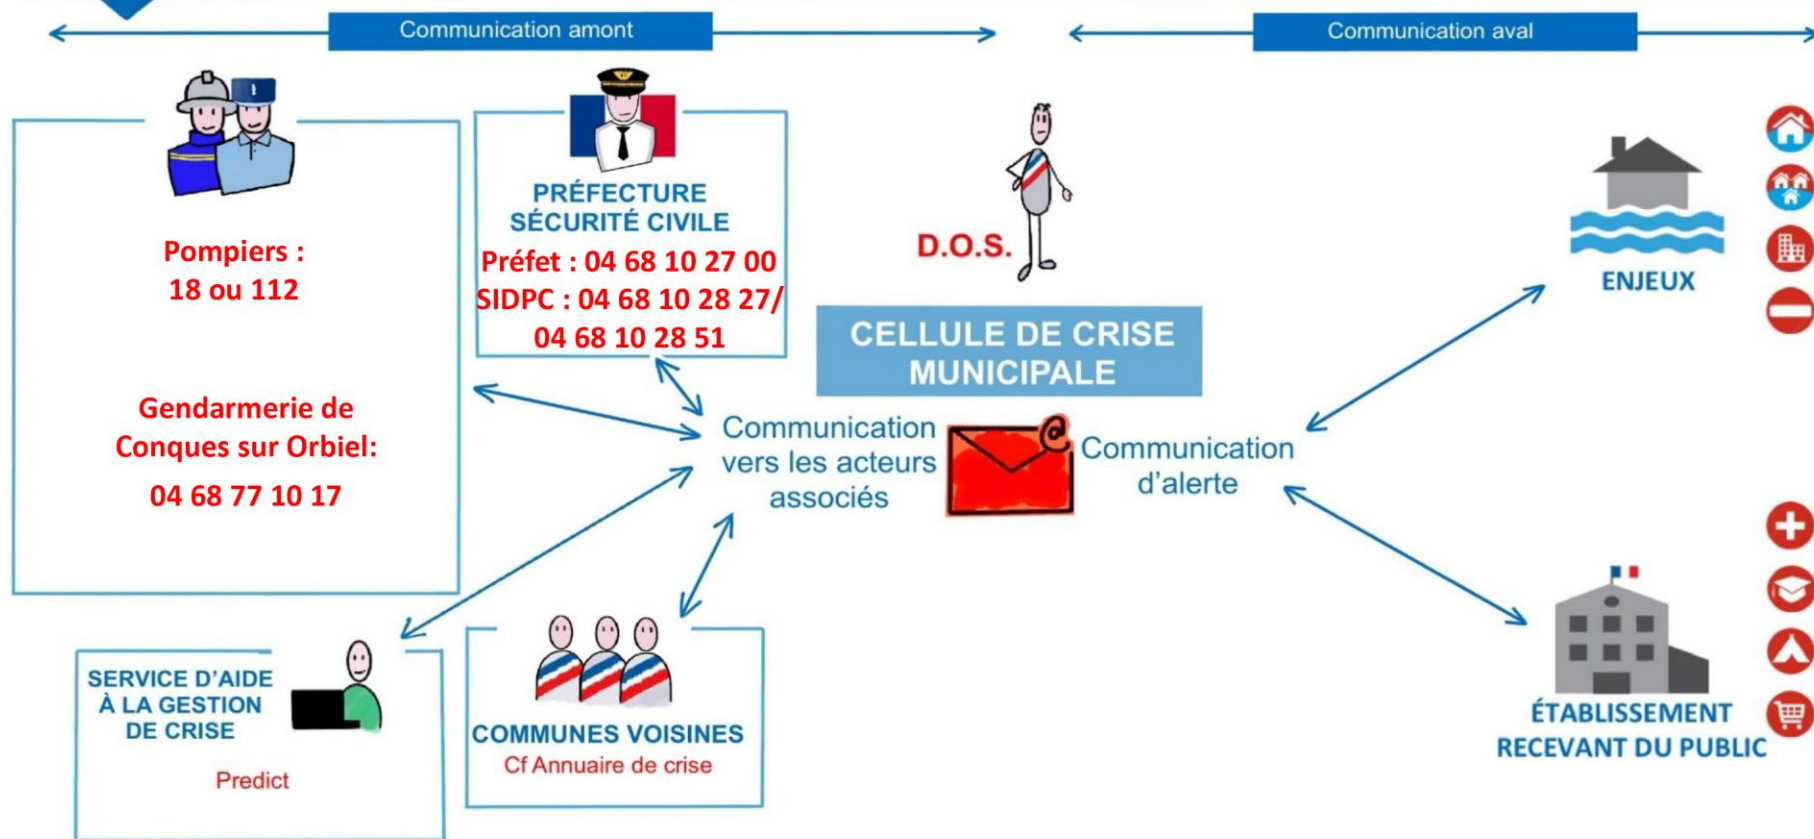 Communication amont
Communication aval
Pompiers :
18 ou 112
Gendarmerie de
Conques sur Orbiel:
04 68 77 10 17
PRÉFECTURE
SÉCURITÉ CIVILE
Préfet : 04 68 10 27 00
SIDPC : 04 68 10 28 27/
04 68 10 28 51
D.O.S.
CELLULE DE CRISE
MUNICIPALE
Communication
vers les acteurs
associés
@
Communication
d'alerte
ENJEUX
SERVICE D'AIDE
À LA GESTION
DE CRISE
Predict
COMMUNES VOISINES
Cf Annuaire de crise
ÉTABLISSEMENT
RECEVANT DU PUBLIC